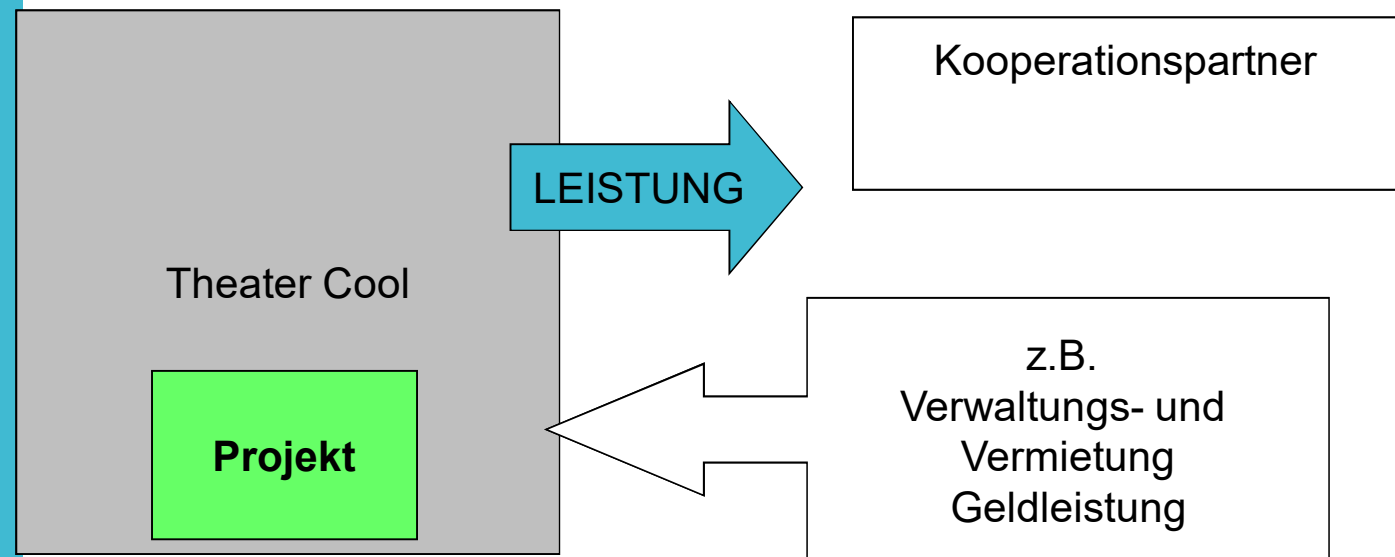 Kooperationspartner
LEISTUNG
Theater Cool
Projekt
z.B.
Verwaltungs- und
Vermietung
Geldleistung